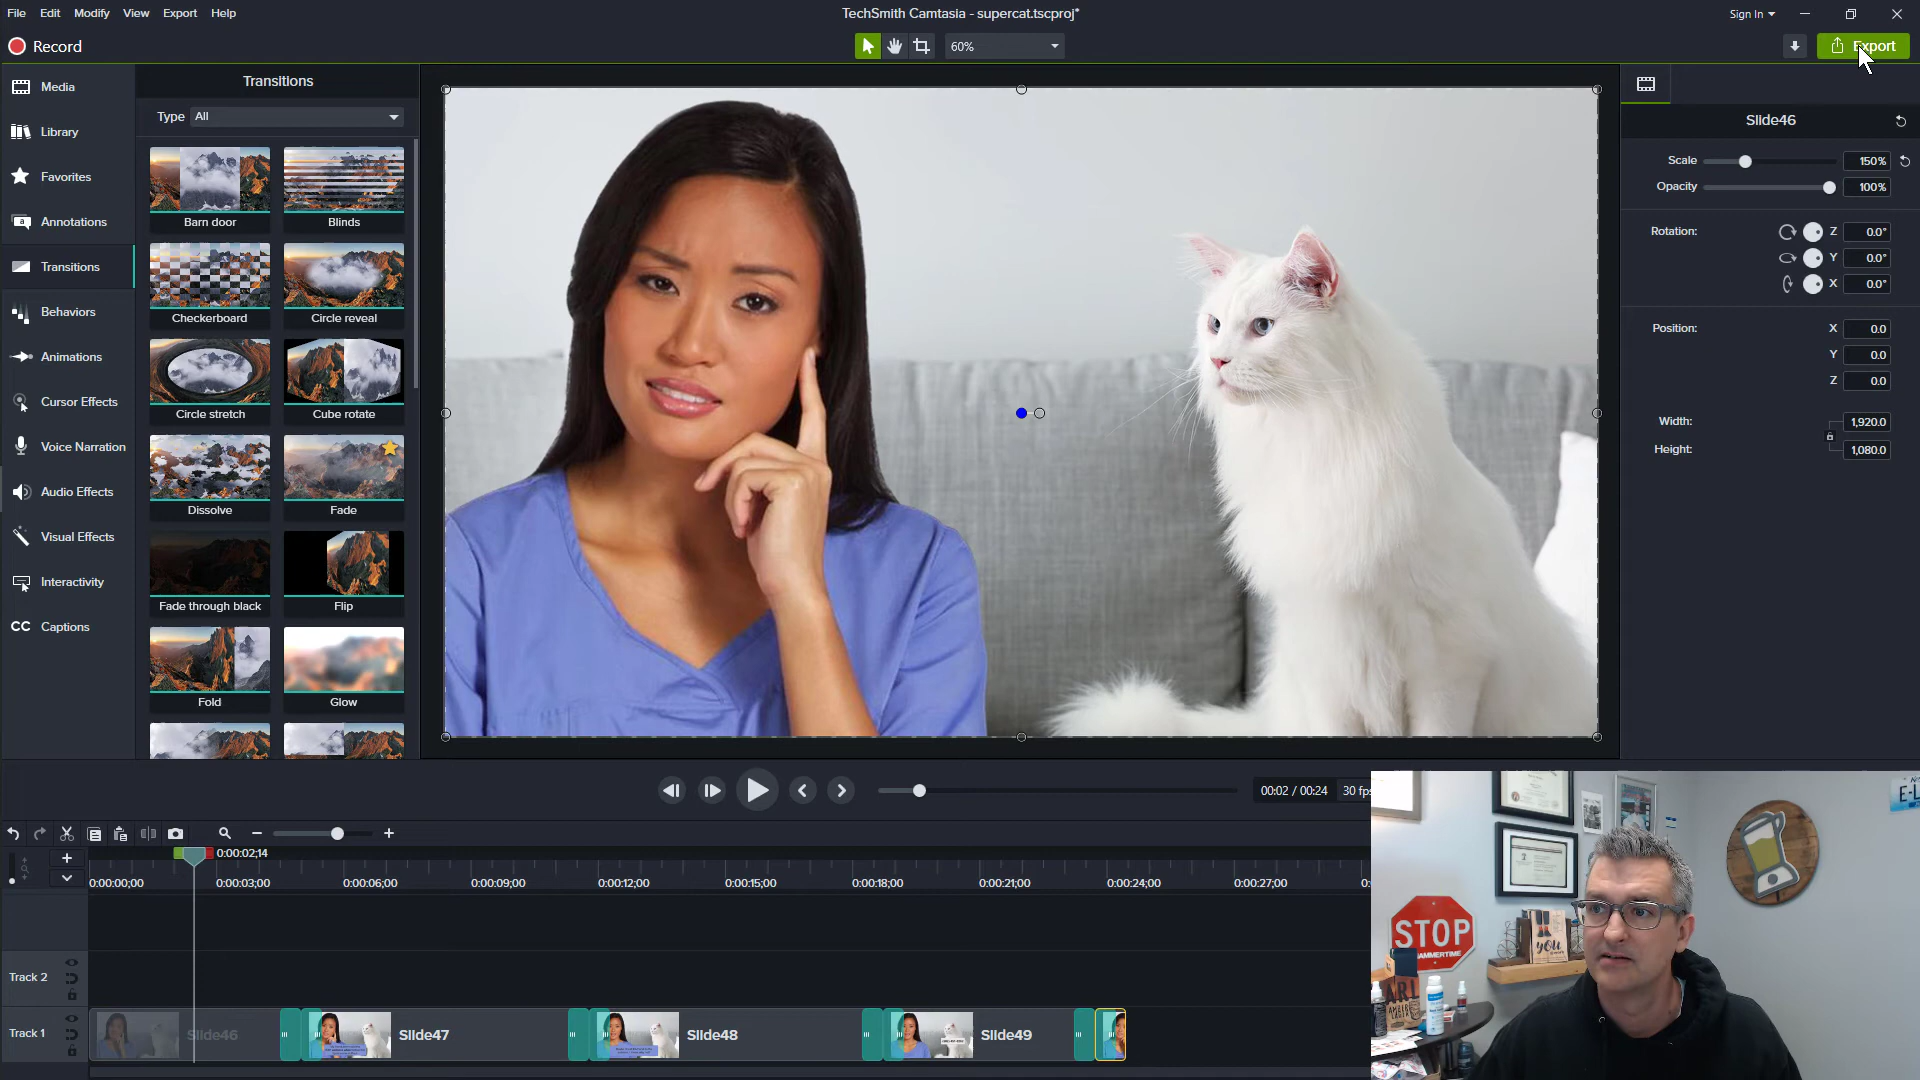 File Edit Modify View Export Help
TechSmith Camtasia - supercat.tscproj*
Sign In
Record
60%
Export
Media
Library
Favorites
Annotations
Transitions
Behaviors
Animations
Cursor Effects
Voice Narration
Audio Effects
Visual Effects
Interactivity
CC Captions
Transitions
Type All
Barn door
Blinds
Checkerboard
Circle reveal
Circle stretch
Cube rotate
Dissolve
Fade
Fade through black
Flip
Fold
Glow
Slide46
Scale 150%
Opacity 100%
Rotation: Z 0.0°
Y 0.0°
X 0.0°
Position: X 0.0
Y 0.0
Z 0.0
Width: 1,920.0
Height: 1,080.0
00:02 / 00:24 30 fps
0:00:02;14
0:00:00;00 0:00:03;00 0:00:06;00 0:00:09;00 0:00:12;00 0:00:15;00 0:00:18;00 0:00:21;00 0:00:24;00 0:00:27;00
Track 2
Track 1
Slide46 Slide47 Slide48 Slide49
STOP
HAMMERTIME
YOU
E-L